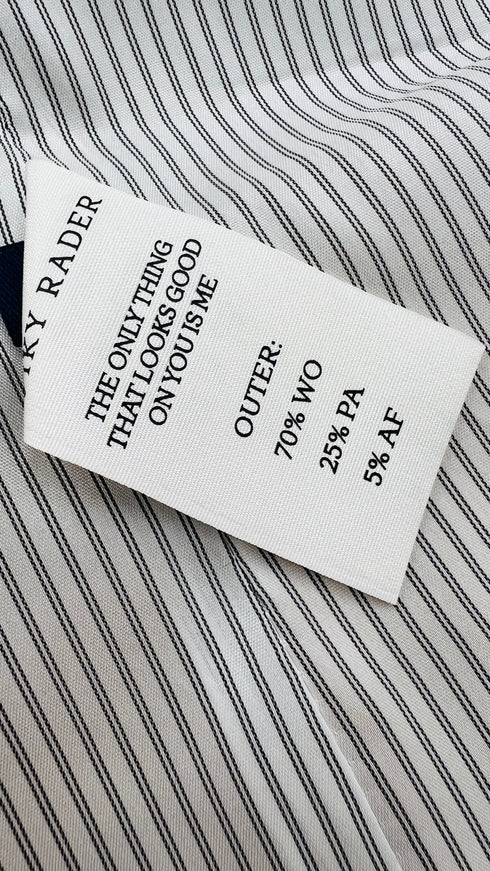 RADER
THE ONLY THING
THAT LOOKS GOOD
ON YOU IS ME
OUTER:
70% WO
25% PA
5% AF